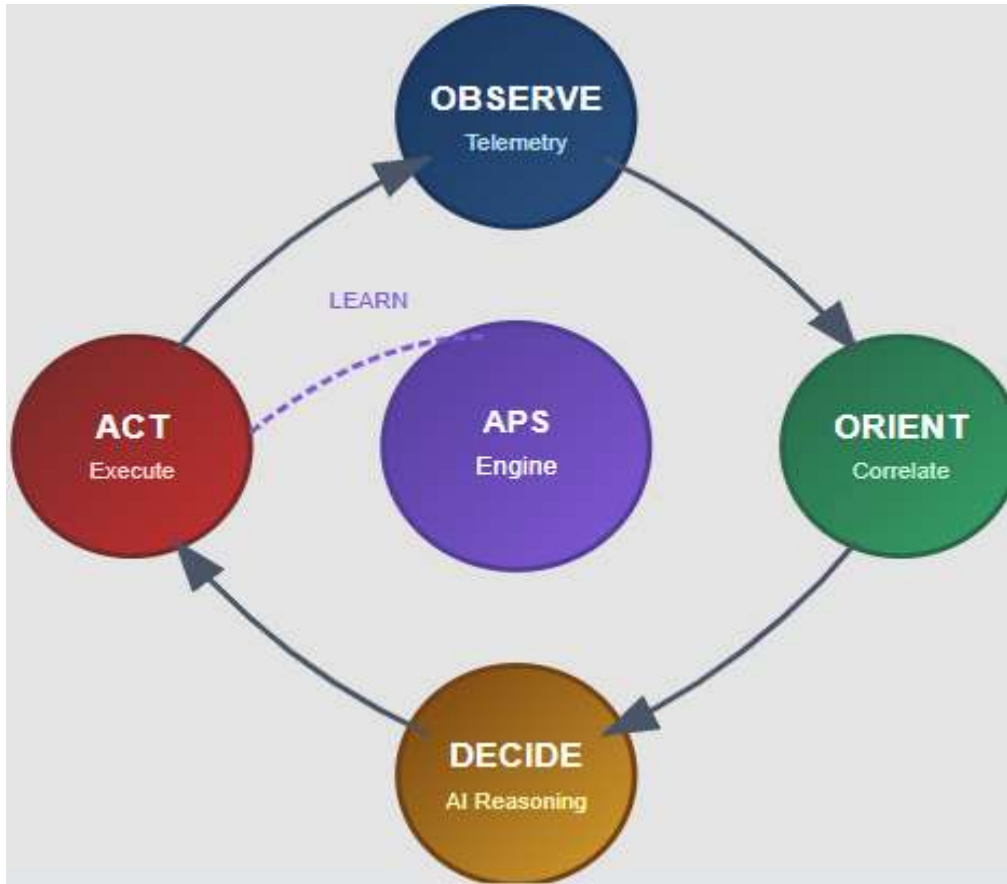 OBSERVE
Telemetry
LEARN
ACT
Execute
APS
Engine
ORIENT
Correlate
DECIDE
AI Reasoning